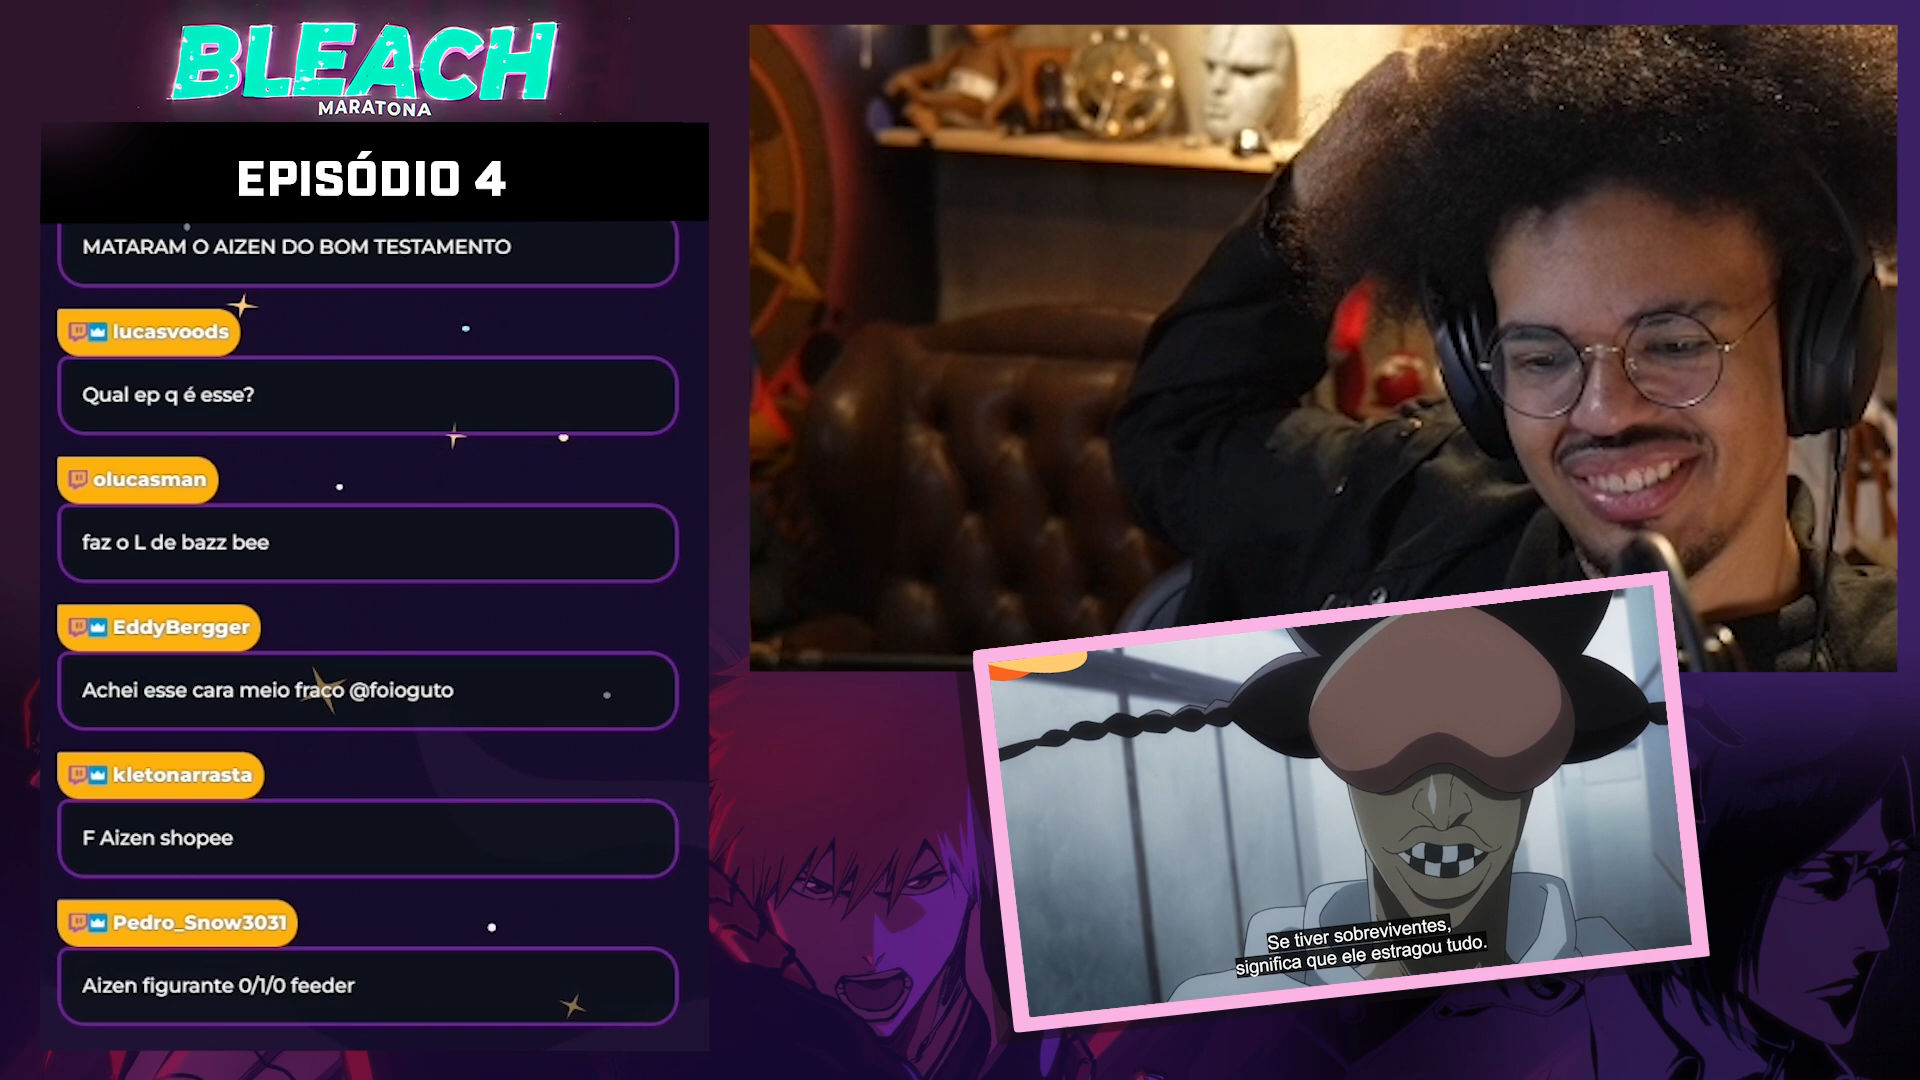 BLEACH
MARATONA
EPISÓDIO 4
MATARAM O AIZEN DO BOM TESTAMENTO
lucasvoods
Qual ep q é esse?
olucasman
faz o L de bazz bee
EddyBergger
Achei esse cara meio fraco @foioguto
kletonarrasta
F Aizen shopee
Pedro_Snow3031
Aizen figurante 0/1/0 feeder
Se tiver sobreviventes,
significa que ele estragou tudo.